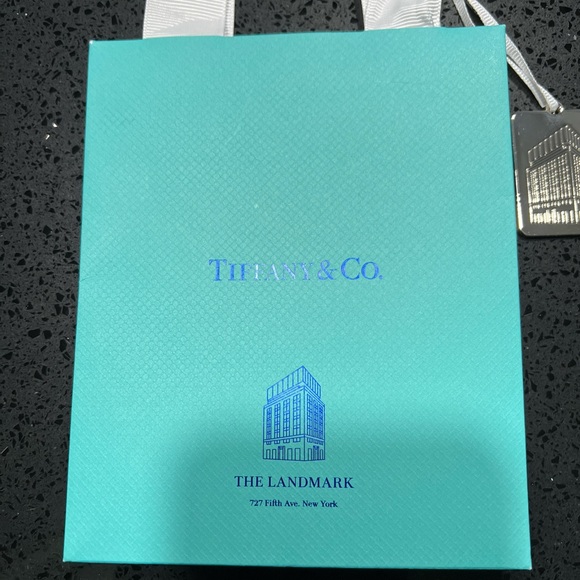 TIFFANY & CO.
THE LANDMARK
727 Fifth Ave. New York